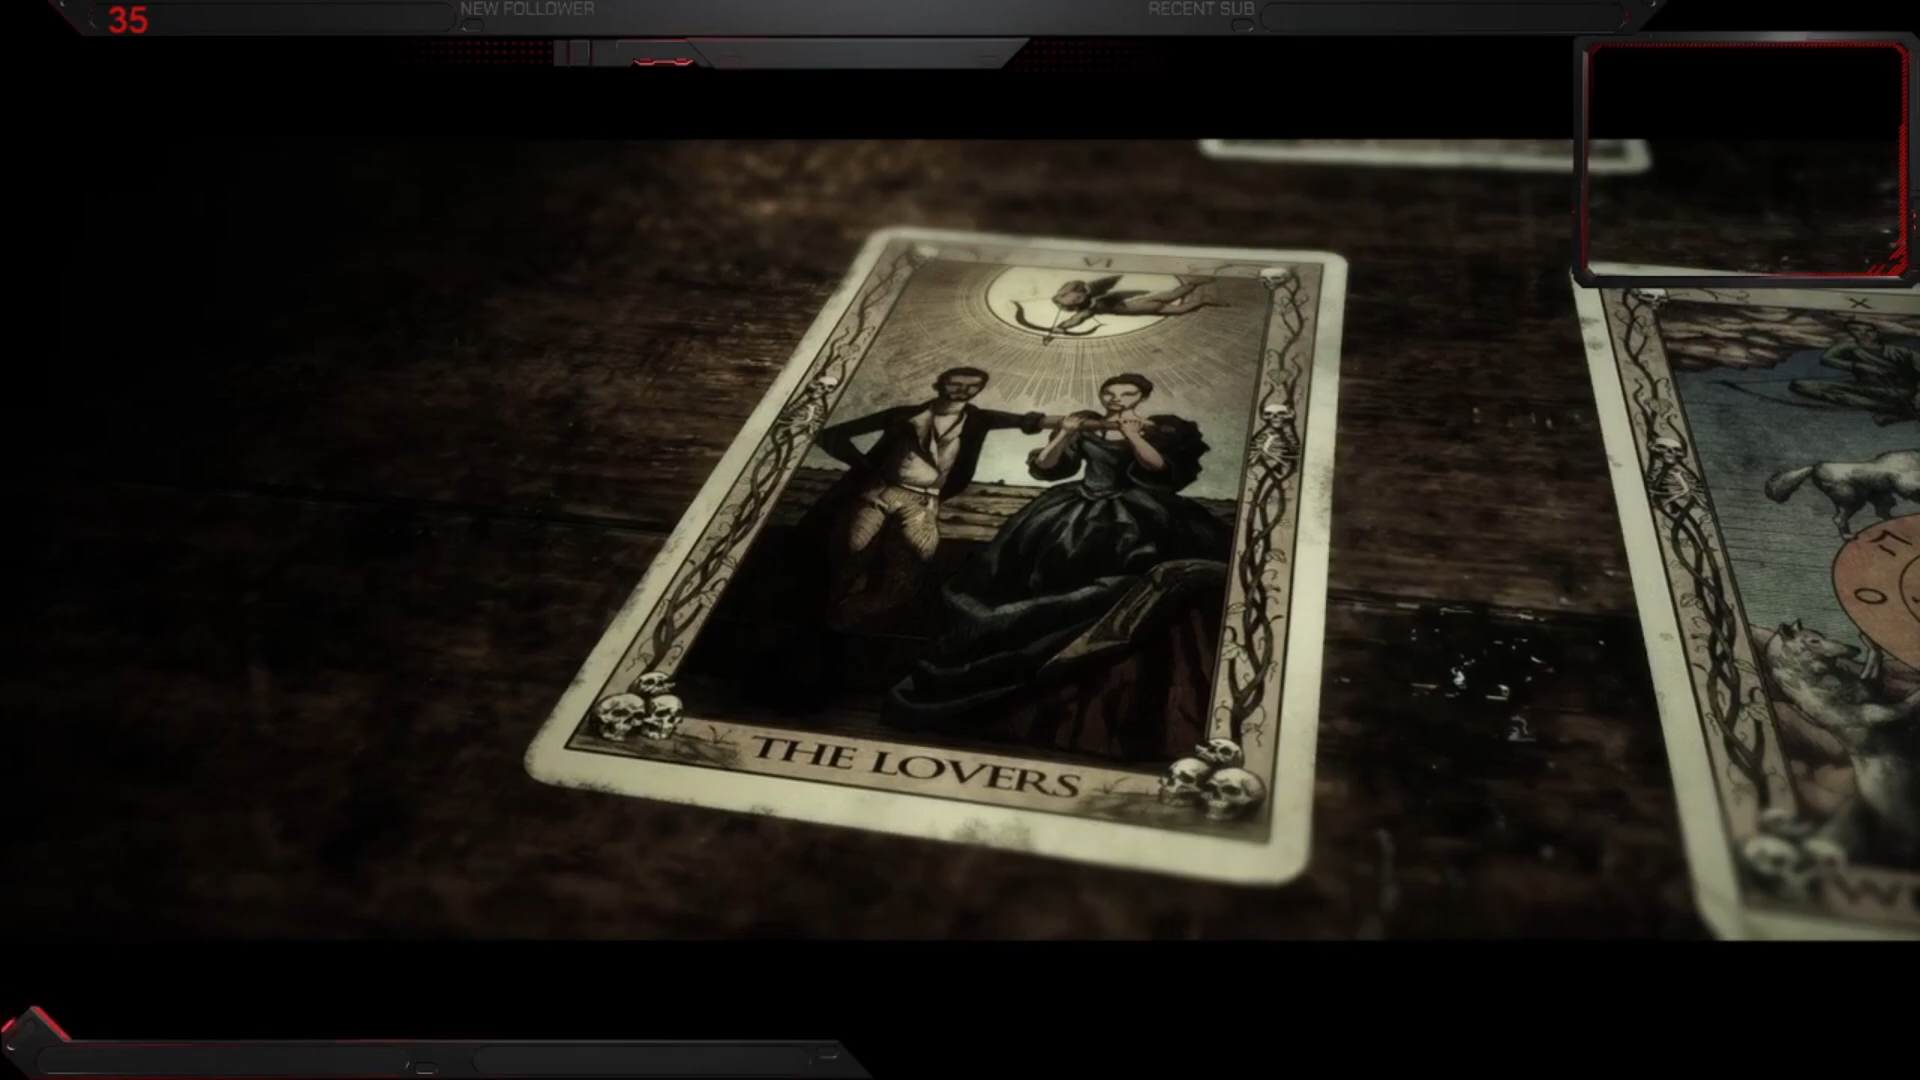 35
NEW FOLLOWER
RECENT SUB
VI
X
THE LOVERS